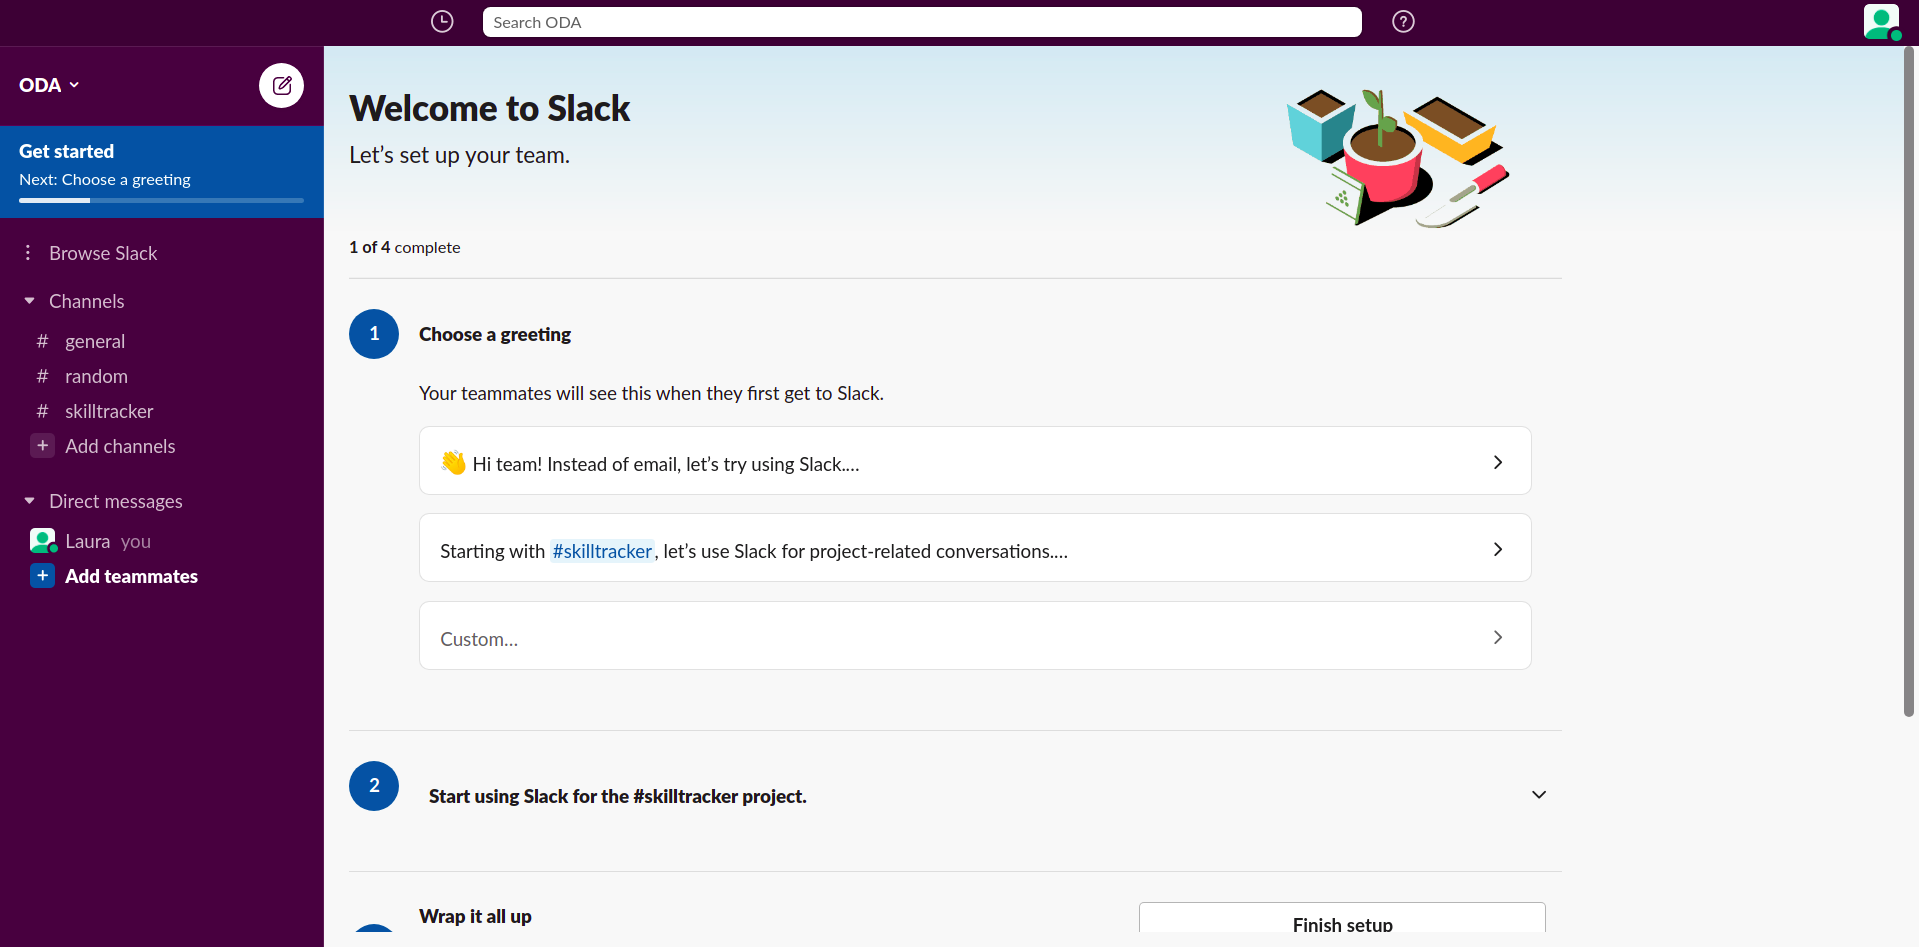 Search ODA
ODA
Get started
Next: Choose a greeting
Browse Slack
Channels
# general
# random
# skilltracker
+ Add channels
Direct messages
Laura you
+ Add teammates
Welcome to Slack
Let’s set up your team.
1 of 4 complete
1 Choose a greeting
Your teammates will see this when they first get to Slack.
👋 Hi team! Instead of email, let’s try using Slack....
Starting with #skilltracker, let’s use Slack for project-related conversations....
Custom...
2 Start using Slack for the #skilltracker project.
Wrap it all up
Finish setup